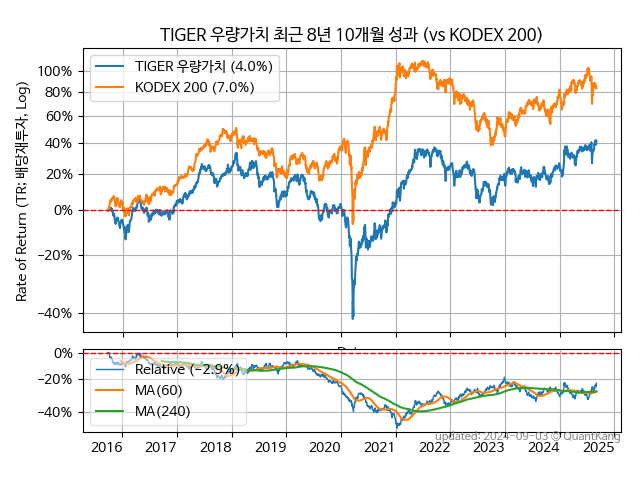 TIGER 우량가치 최근 8년 10개월 성과 (vs KODEX 200)
Rate of Return (TR: 배당재투자, Log)
100%
80%
60%
40%
20%
0%
−20%
−40%
TIGER 우량가치 (4.0%)
KODEX 200 (7.0%)
0%
−20%
−40%
Relative (−2.9%)
MA(60)
MA(240)
2016 2017 2018 2019 2020 2021 2022 2023 2024 2025
updated: 2024-09-03 © QuantKang